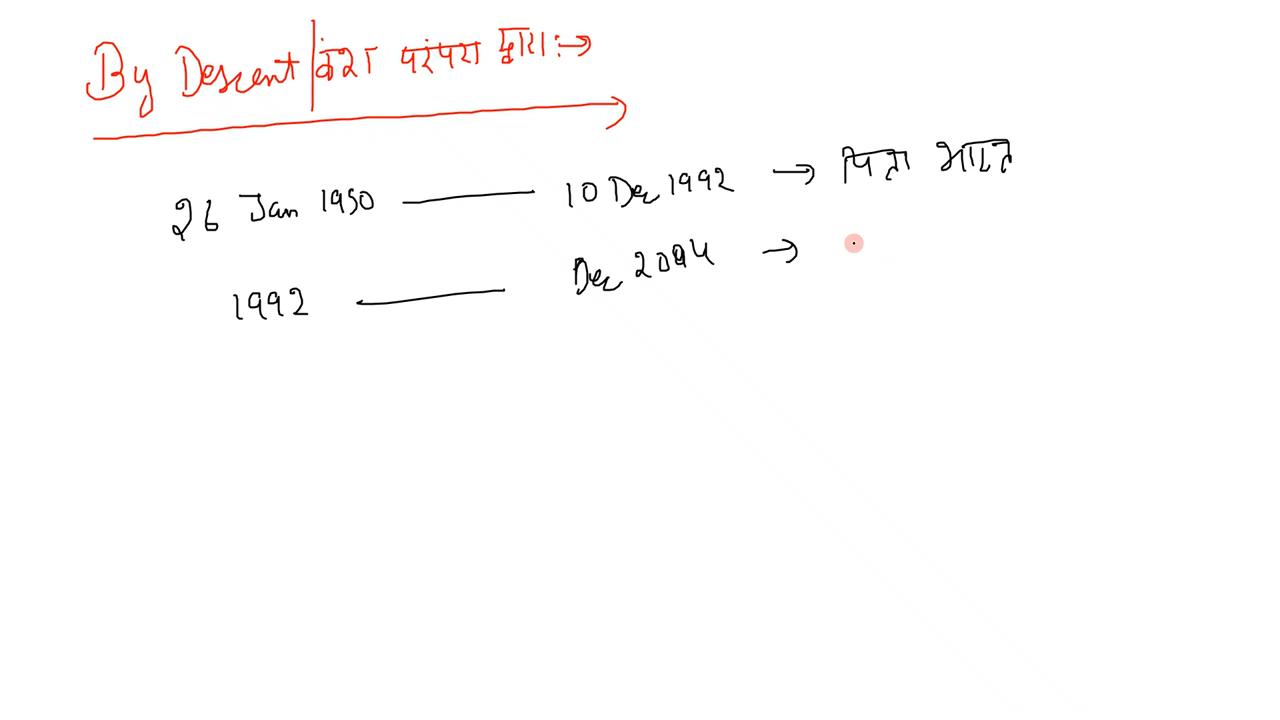 By Descent | वंश परंपरा द्वारा :→
26 Jan 1950 — 10 Dec 1992 → पिता भारत
1992 — Dec 2004 →